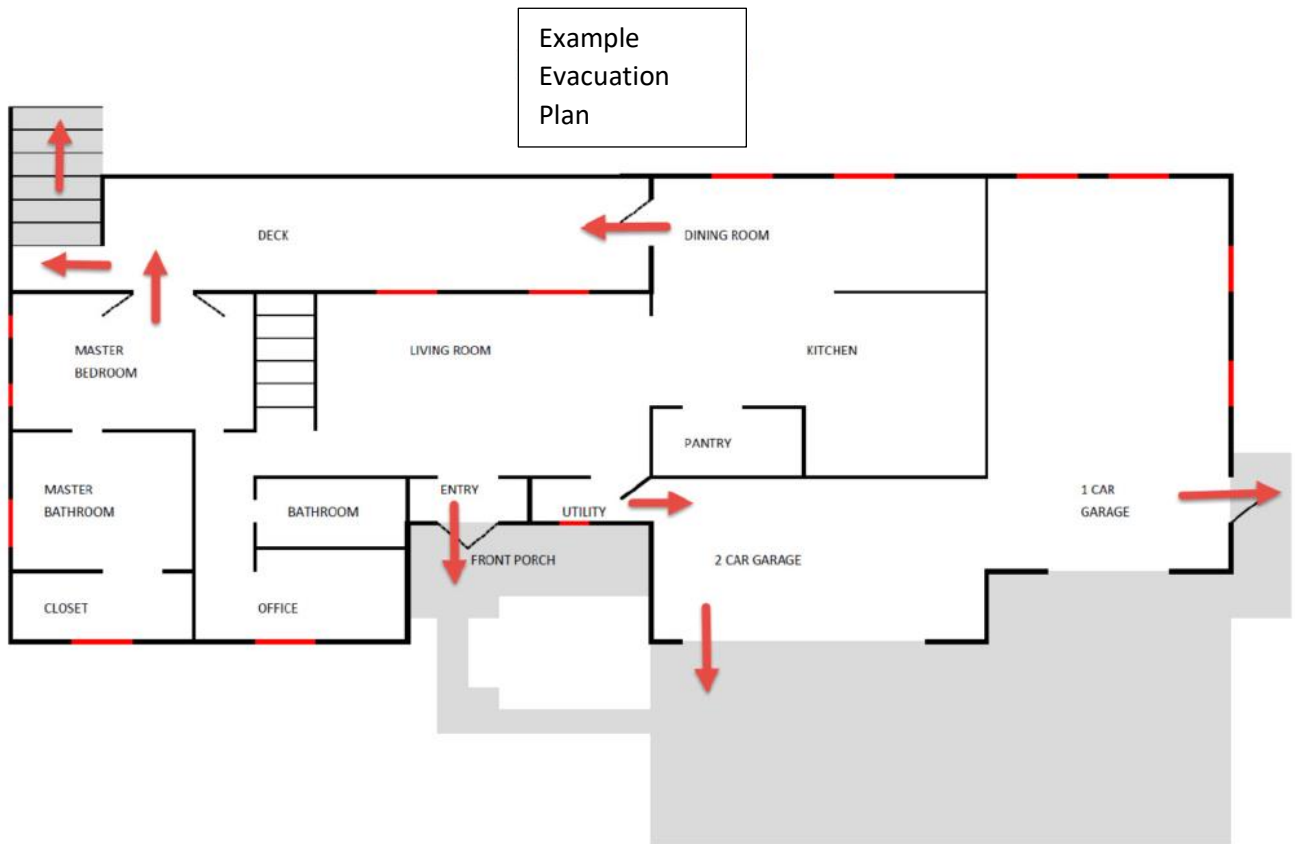 Example
Evacuation
Plan
DECK
DINING ROOM
MASTER
BEDROOM
LIVING ROOM
KITCHEN
PANTRY
MASTER
BATHROOM
BATHROOM
ENTRY
UTILITY
1 CAR
GARAGE
FRONT PORCH
2 CAR GARAGE
CLOSET
OFFICE